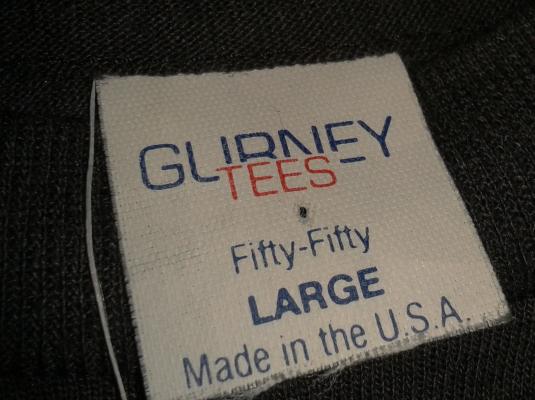 GURNEY
TEES
Fifty-Fifty
LARGE
Made in the U.S.A.